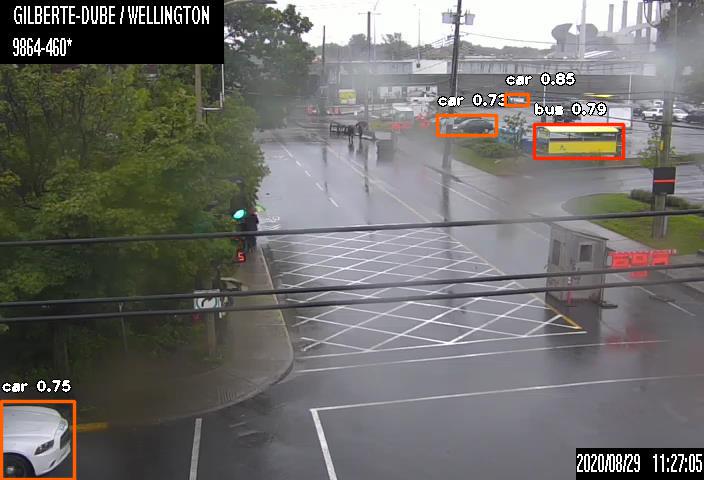 GILBERTE-DUBE / WELLINGTON
9864-460*
car 0.85
car 0.73
bus 0.79
5
car 0.75
2020/08/29 11:27:05